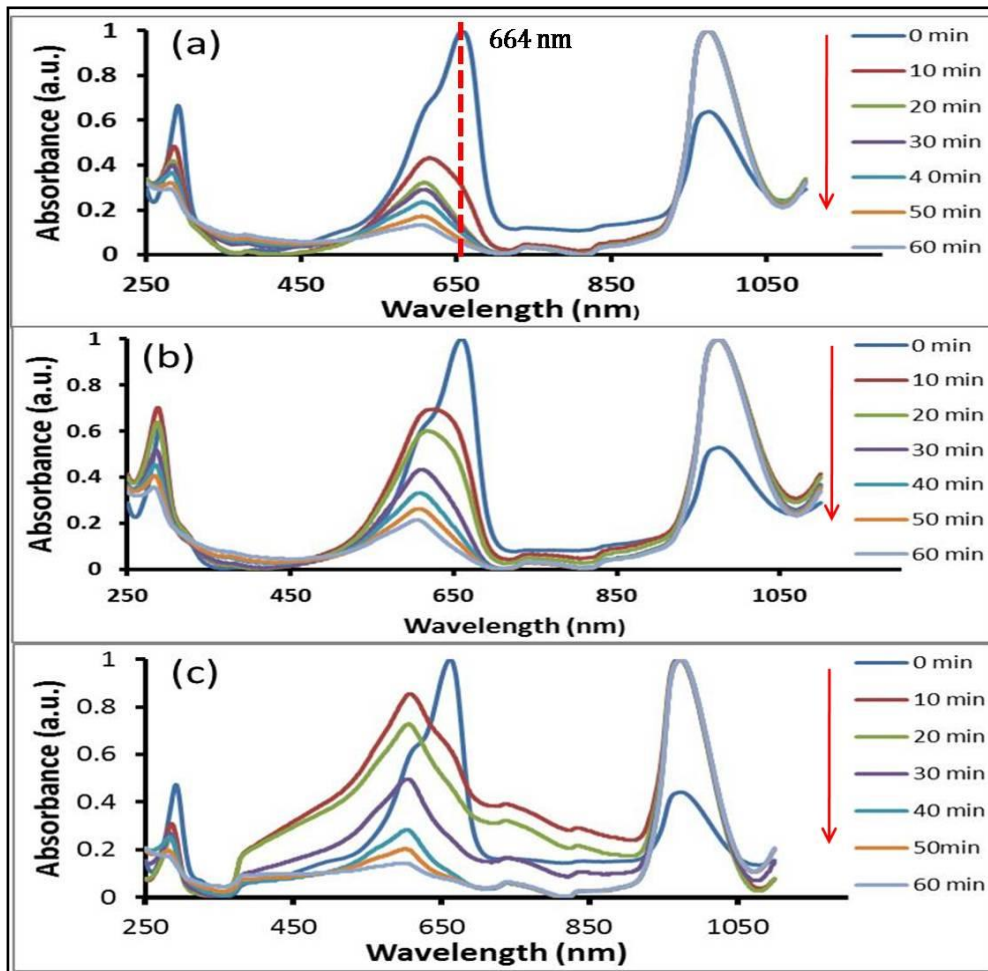 (a)
664 nm
Absorbance (a.u.)
1
0.8
0.6
0.4
0.2
0
250 450 650 850 1050
Wavelength (nm)
0 min
10 min
20 min
30 min
4 0min
50 min
60 min
(b)
Absorbance (a.u.)
1
0.8
0.6
0.4
0.2
0
250 450 650 850 1050
Wavelength (nm)
0 min
10 min
20 min
30 min
40 min
50 min
60 min
(c)
Absorbance (a.u.)
1
0.8
0.6
0.4
0.2
0
250 450 650 850 1050
Wavelength (nm)
0 min
10 min
20 min
30 min
40 min
50min
60 min